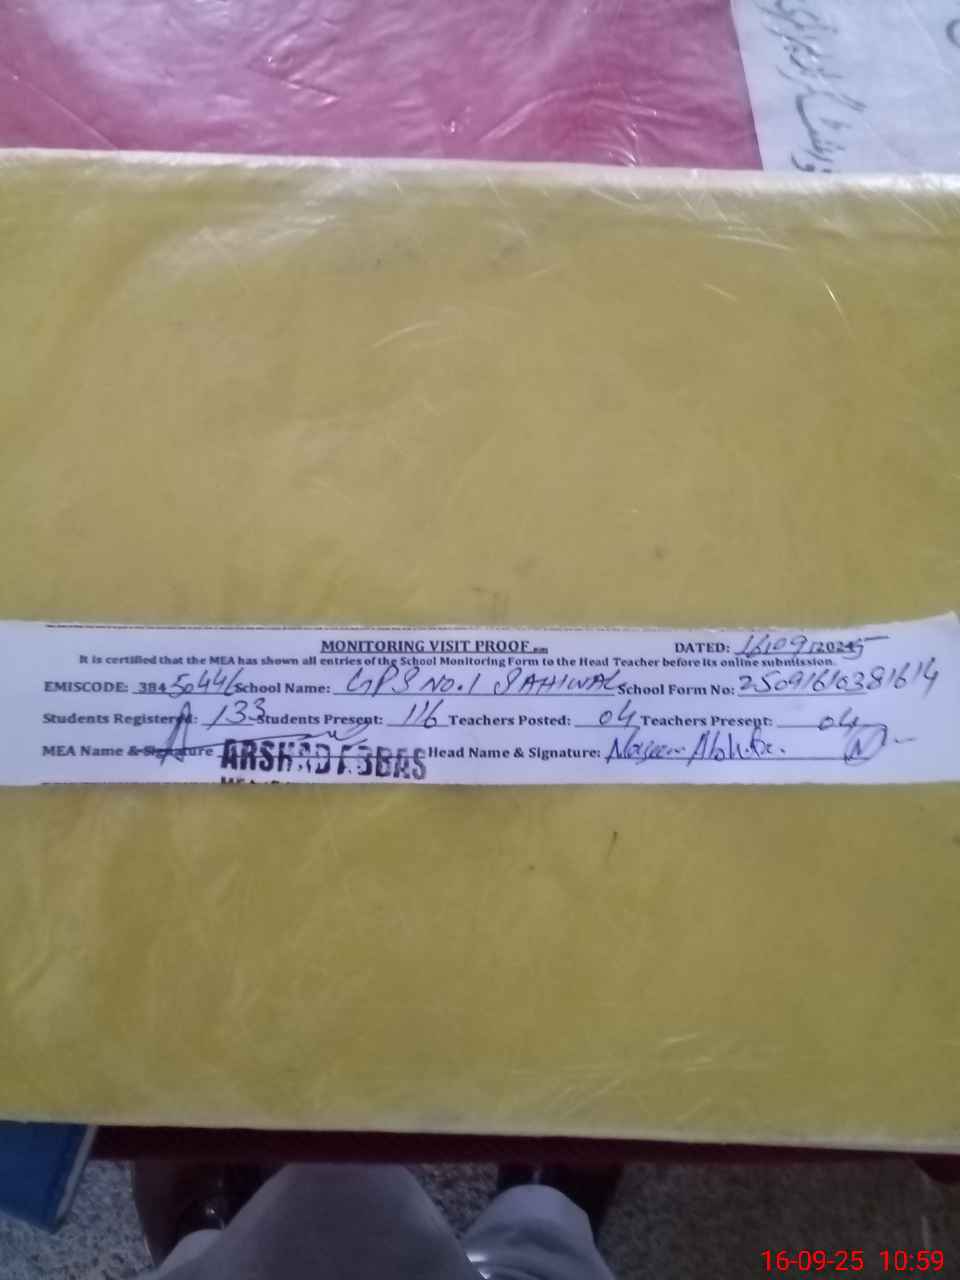 MONITORING VISIT PROOF DATED: 16/09/2025
It is certified that the MEA has shown all entries of the School Monitoring Form to the Head Teacher before its online submission.
EMISCODE: 384 50446 School Name: GPS NO.1 SAHIWAL School Form No:
Students Registered: 133 Students Present: 116 Teachers Posted: 04 Teachers Present: 04
MEA Name & Signature ARSHAD ABBAS Head Name & Signature:
16-09-25 10:59